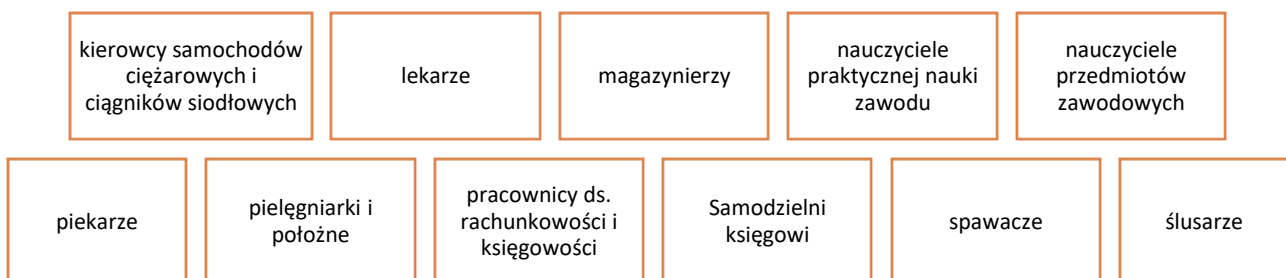 kierowcy samochodów
ciężarowych i
ciągników siodłowych
lekarze
magazynierzy
nauczyciele
praktycznej nauki
zawodu
nauczyciele
przedmiotów
zawodowych
piekarze
pielęgniarki i
położne
pracownicy ds.
rachunkowości i
księgowości
Samodzielni
księgowi
spawacze
ślusarze